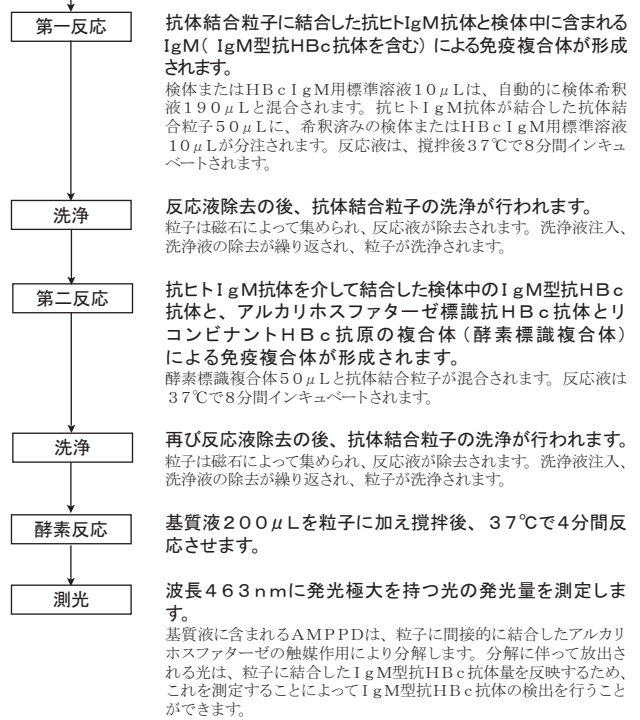 第一反応
抗体結合粒子に結合した抗ヒトIgM抗体と検体中に含まれる
IgM( IgM型抗HBc抗体を含む) による免疫複合体が形成
されます。
検体またはHBcIgM用標準溶液10μLは、自動的に検体希釈
液190μLと混合されます。抗ヒトIgM抗体が結合した抗体結
合粒子50μLに、希釈済みの検体またはHBcIgM用標準溶液
10μLが分注されます。反応液は、撹拌後37℃で8分間インキュ
ベートされます。
洗浄
反応液除去の後、抗体結合粒子の洗浄が行われます。
粒子は磁石によって集められ、反応液が除去されます。洗浄液注入、
洗浄液の除去が繰り返され、粒子が洗浄されます。
第二反応
抗ヒトIgM抗体を介して結合した検体中のIgM型抗HBc
抗体と、アルカリホスファターゼ標識抗HBc抗体とリ
コンビナントHBc抗原の複合体(酵素標識複合体)
による免疫複合体が形成されます。
酵素標識複合体50μLと抗体結合粒子が混合されます。反応液は
37℃で8分間インキュベートされます。
洗浄
再び反応液除去の後、抗体結合粒子の洗浄が行われます。
粒子は磁石によって集められ、反応液が除去されます。洗浄液注入、
洗浄液の除去が繰り返され、粒子が洗浄されます。
酵素反応
基質液200μLを粒子に加え撹拌後、37℃で4分間反
応させます。
測光
波長463nmに発光極大を持つ光の発光量を測定しま
す。
基質液に含まれるAMPPDは、粒子に間接的に結合したアルカリ
ホスファターゼの触媒作用により分解します。分解に伴って放出さ
れる光は、粒子に結合したIgM型抗HBc抗体量を反映するため、
これを測定することによってIgM型抗HBc抗体の検出を行うこと
ができます。